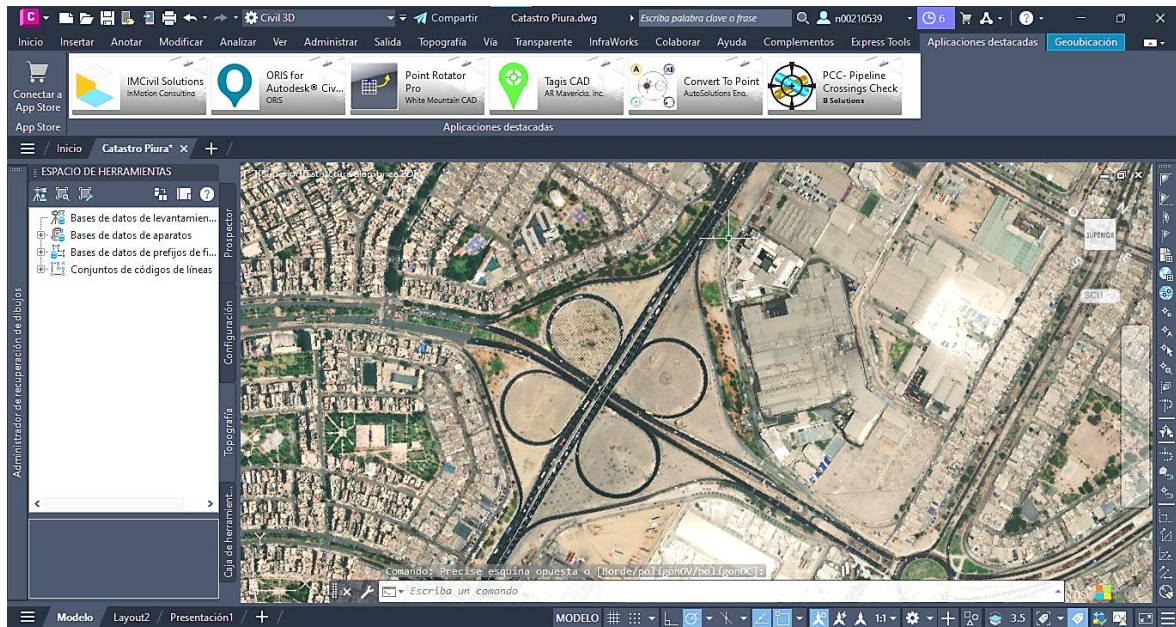 C
Civil 3D
Compartir
Catastro Piura.dwg
Escriba palabra clave o frase
n00210539
6
Inicio Insertar Anotar Modificar Analizar Ver Administrar Salida Topografía Vía Transparente InfraWorks Colaborar Ayuda Complementos Express Tools Aplicaciones destacadas Geoubicación
Conectar a
App Store
IMCivil Solutions
InMotion Consulting
ORIS for
Autodesk® Civ...
ORIS
Point Rotator
Pro
White Mountain CAD
Tagis CAD
AR Mavericks, Inc.
Convert To Point
AutoSolutions Eng.
PCC- Pipeline
Crossings Check
B Solutions
App Store
Aplicaciones destacadas
Inicio
Catastro Piura*
ESPACIO DE HERRAMIENTAS
Bases de datos de levantamien...
Bases de datos de aparatos
Bases de datos de prefijos de fi...
Conjuntos de códigos de líneas
Prospector
Configuración
Topografía
Caja de herramient...
Administrador de recuperación de dibujos
SUPERIOR
SCU
Comando: Precise esquina opuesta o [Borde/polígonOV/polígonOC]:
Escriba un comando
Modelo
Layout2
Presentación1
MODELO
1:1
3.5